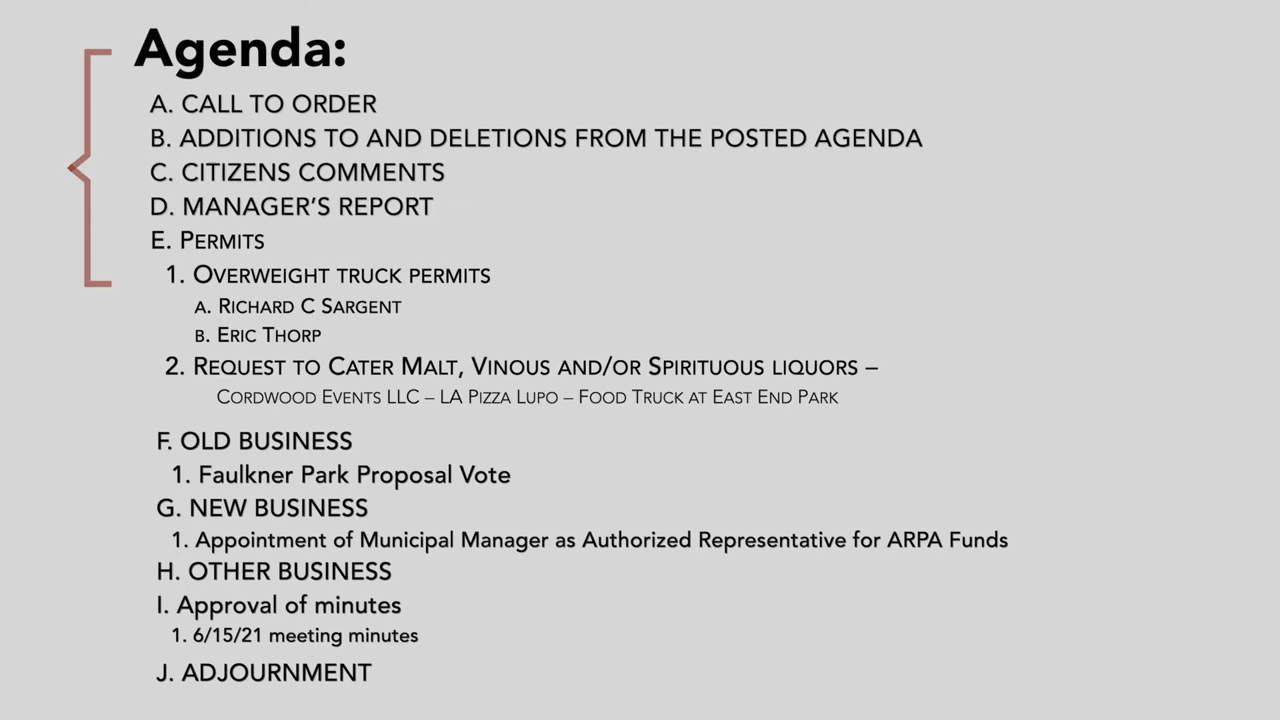 Agenda:
A. CALL TO ORDER
B. ADDITIONS TO AND DELETIONS FROM THE POSTED AGENDA
C. CITIZENS COMMENTS
D. MANAGER’S REPORT
E. PERMITS
1. OVERWEIGHT TRUCK PERMITS
A. RICHARD C SARGENT
B. ERIC THORP
2. REQUEST TO CATER MALT, VINOUS AND/OR SPIRITUOUS LIQUORS –
CORDWOOD EVENTS LLC – LA PIZZA LUPO – FOOD TRUCK AT EAST END PARK
F. OLD BUSINESS
1. Faulkner Park Proposal Vote
G. NEW BUSINESS
1. Appointment of Municipal Manager as Authorized Representative for ARPA Funds
H. OTHER BUSINESS
I. Approval of minutes
1. 6/15/21 meeting minutes
J. ADJOURNMENT